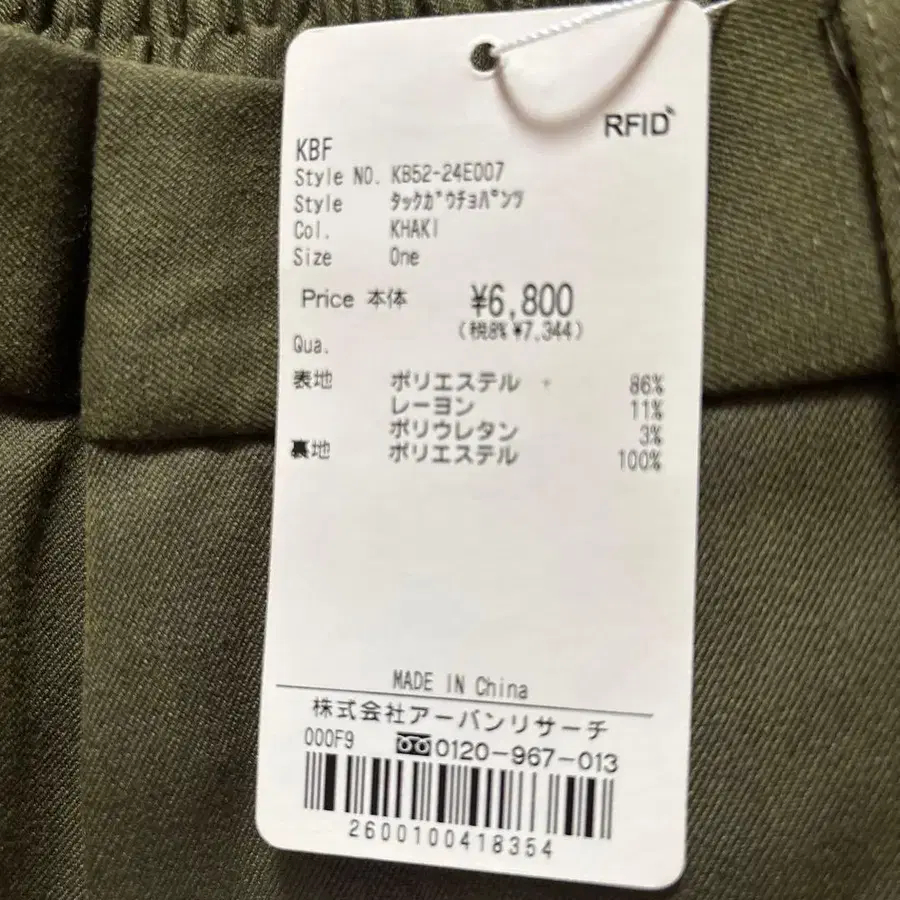 RFID
KBF
Style NO. KB52-24E007
Style ﾀｯｸｶﾞｳﾁｮﾊﾟﾝﾂ
Col. KHAKI
Size One
Price 本体 ¥6,800
(税8% ¥7,344)
Qua.
表地 ポリエステル 86%
レーヨン 11%
ポリウレタン 3%
裏地 ポリエステル 100%
MADE IN China
株式会社アーバンリサーチ
000F9 0120-967-013
2600100418354